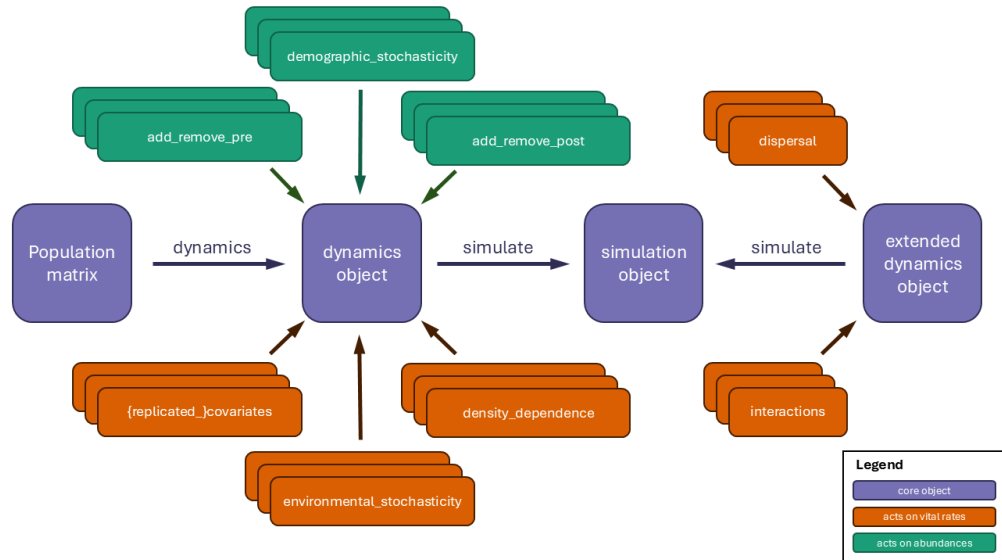 demographic_stochasticity
add_remove_pre
add_remove_post
dispersal
Population
matrix
dynamics
dynamics
object
simulate
simulation
object
simulate
extended
dynamics
object
{replicated_}covariates
density_dependence
interactions
environmental_stochasticity
Legend
core object
acts on vital rates
acts on abundances